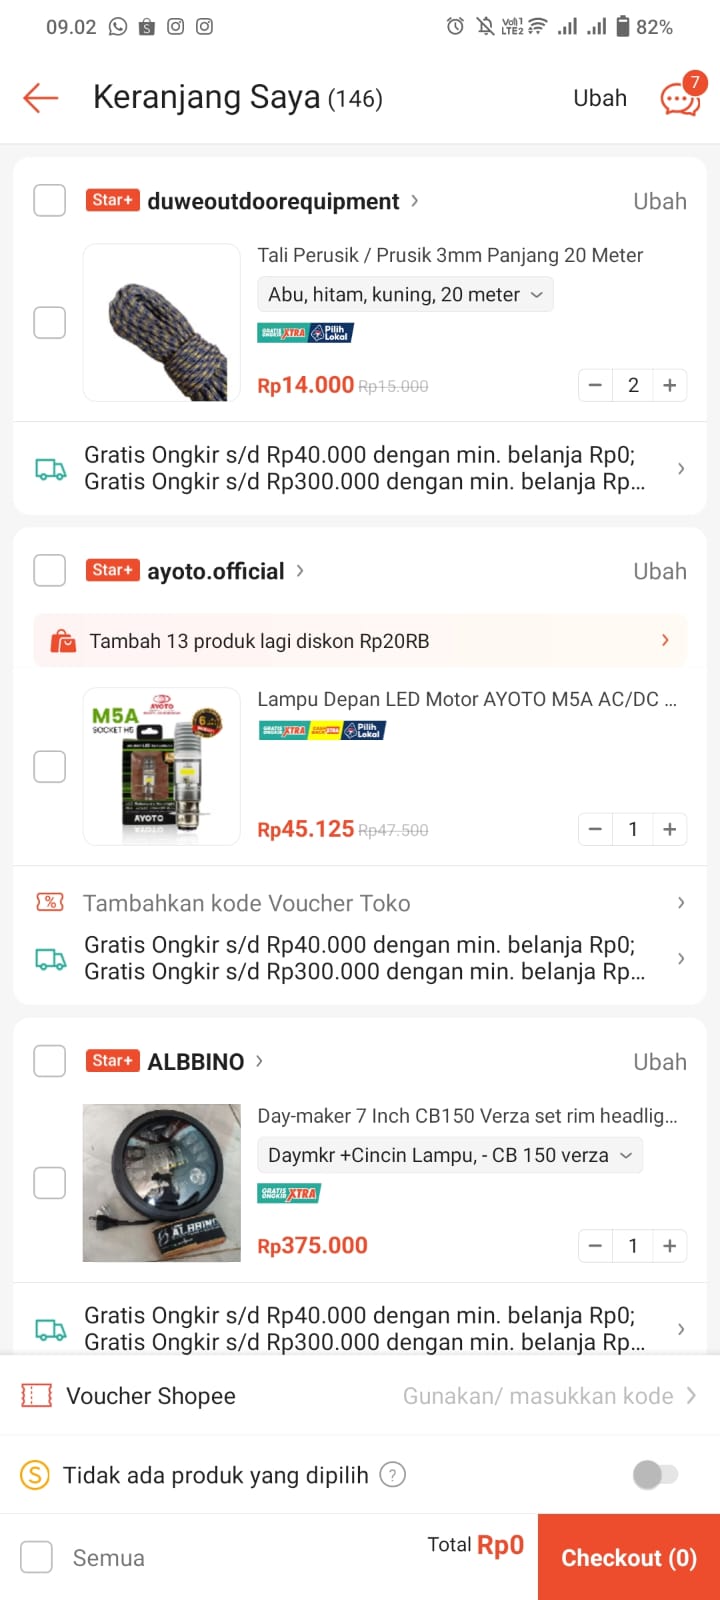 09.02
Vo)) 1
LTE2
82%
Keranjang Saya (146)
Ubah
7
Star+ duweoutdoorequipment
Ubah
Tali Perusik / Prusik 3mm Panjang 20 Meter
Abu, hitam, kuning, 20 meter
GRATIS ONGKIR XTRA Pilih Lokal
Rp14.000 Rp15.000
− 2 +
Gratis Ongkir s/d Rp40.000 dengan min. belanja Rp0;
Gratis Ongkir s/d Rp300.000 dengan min. belanja Rp...
Star+ ayoto.official
Ubah
Tambah 13 produk lagi diskon Rp20RB
AYOTO
M5A
SOCKET H6
6
AYOTO
Lampu Depan LED Motor AYOTO M5A AC/DC ...
GRATIS ONGKIR XTRA CASHBACK XTRA Pilih Lokal
Rp45.125 Rp47.500
− 1 +
Tambahkan kode Voucher Toko
Gratis Ongkir s/d Rp40.000 dengan min. belanja Rp0;
Gratis Ongkir s/d Rp300.000 dengan min. belanja Rp...
Star+ ALBBINO
Ubah
ALBBINO
Day-maker 7 Inch CB150 Verza set rim headlig...
Daymkr +Cincin Lampu, - CB 150 verza
GRATIS ONGKIR XTRA
Rp375.000
− 1 +
Gratis Ongkir s/d Rp40.000 dengan min. belanja Rp0;
Gratis Ongkir s/d Rp300.000 dengan min. belanja Rp...
Voucher Shopee
Gunakan/ masukkan kode
S Tidak ada produk yang dipilih ?
Semua
Total Rp0
Checkout (0)